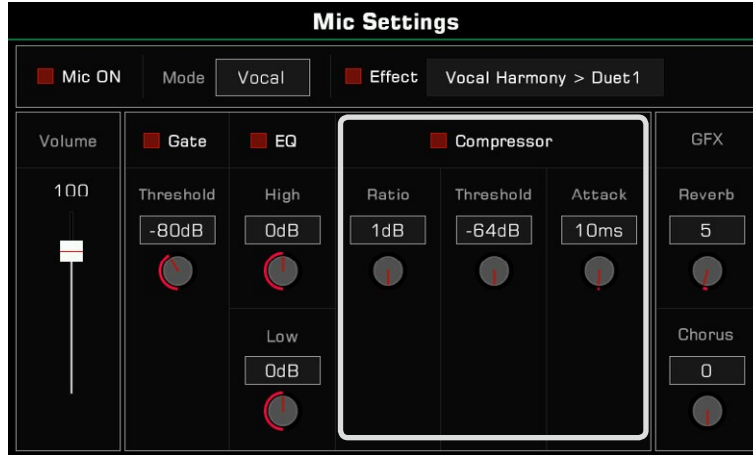 Mic Settings
Mic ON Mode Vocal Effect Vocal Harmony > Duet1
Volume Gate EQ Compressor GFX
100 Threshold High Ratio Threshold Attack Reverb
-80dB 0dB 1dB -64dB 10ms 5
Low Chorus
0dB 0